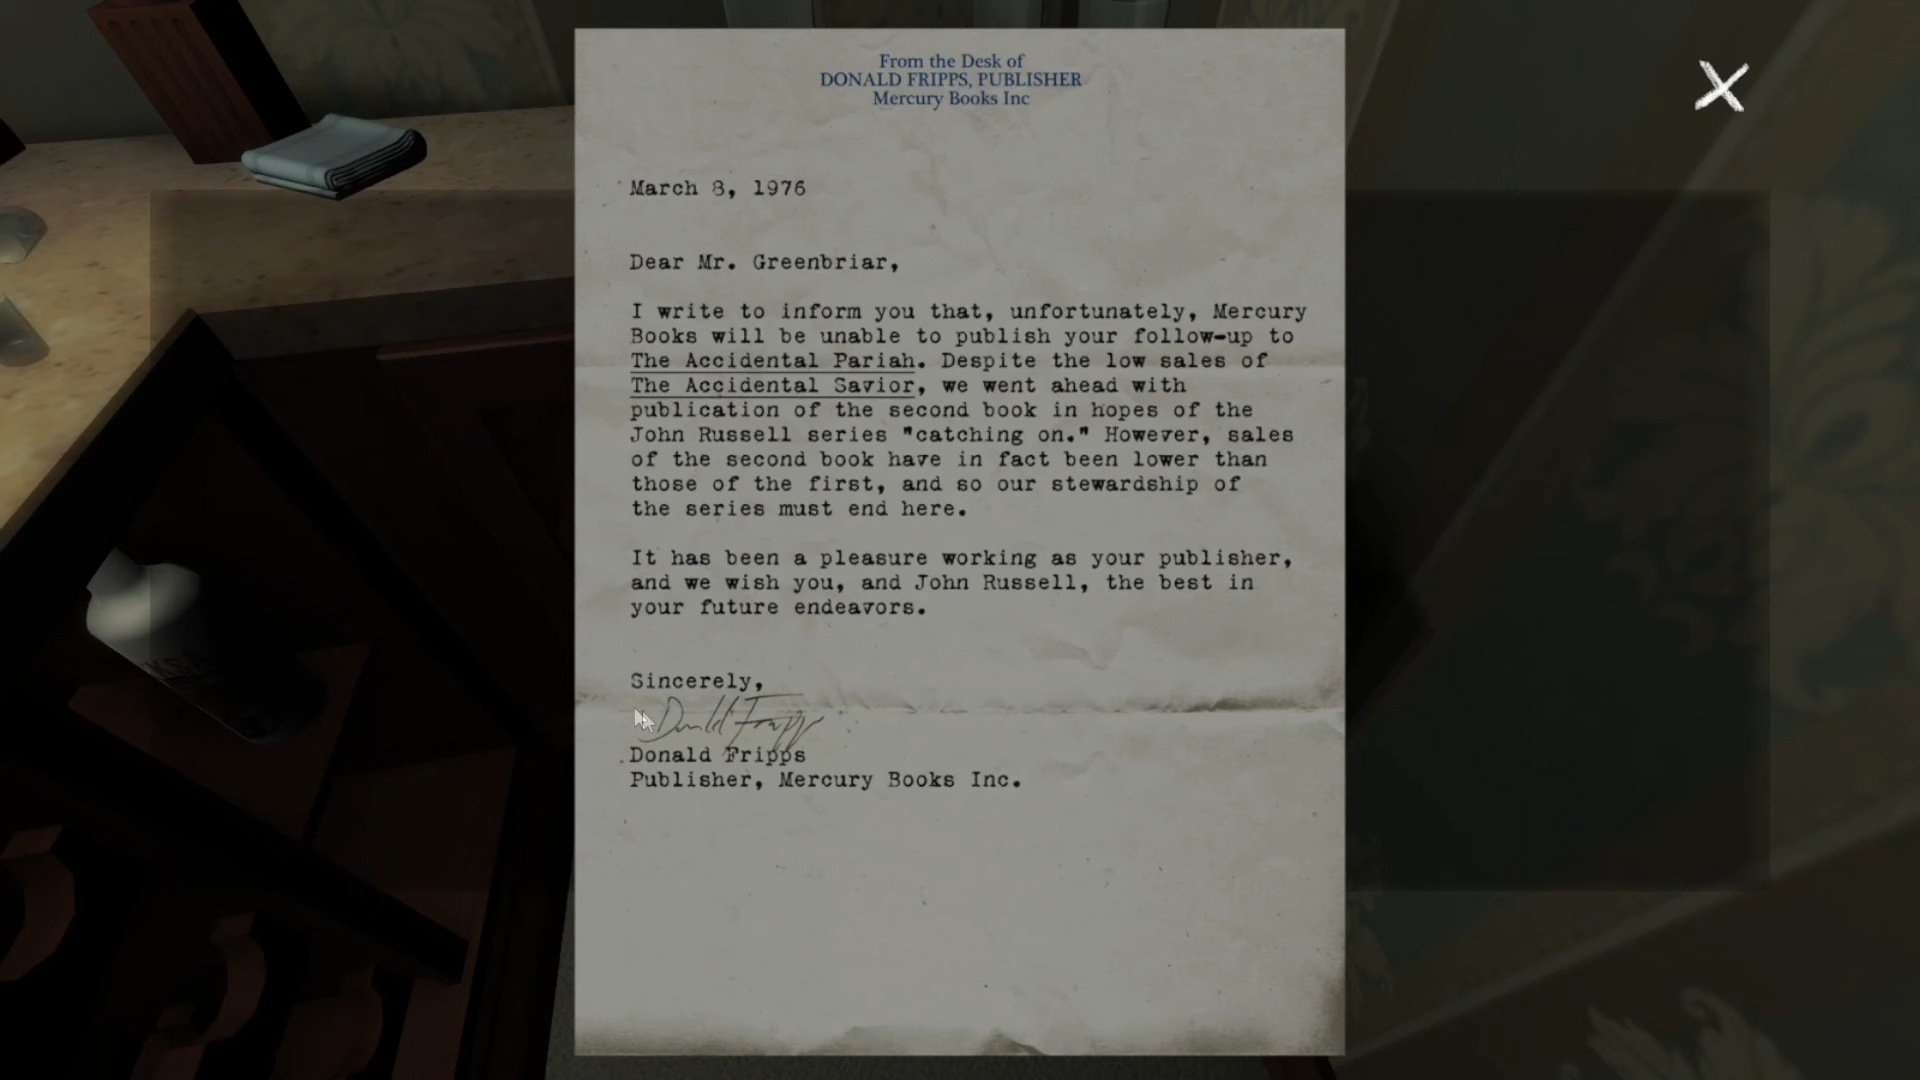 From the Desk of
DONALD FRIPPS, PUBLISHER
Mercury Books Inc
March 8, 1976
Dear Mr. Greenbriar,
I write to inform you that, unfortunately, Mercury
Books will be unable to publish your follow-up to
The Accidental Pariah. Despite the low sales of
The Accidental Savior, we went ahead with
publication of the second book in hopes of the
John Russell series "catching on." However, sales
of the second book have in fact been lower than
those of the first, and so our stewardship of
the series must end here.
It has been a pleasure working as your publisher,
and we wish you, and John Russell, the best in
your future endeavors.
Sincerely,
Donald Fripps
Donald Fripps
Publisher, Mercury Books Inc.